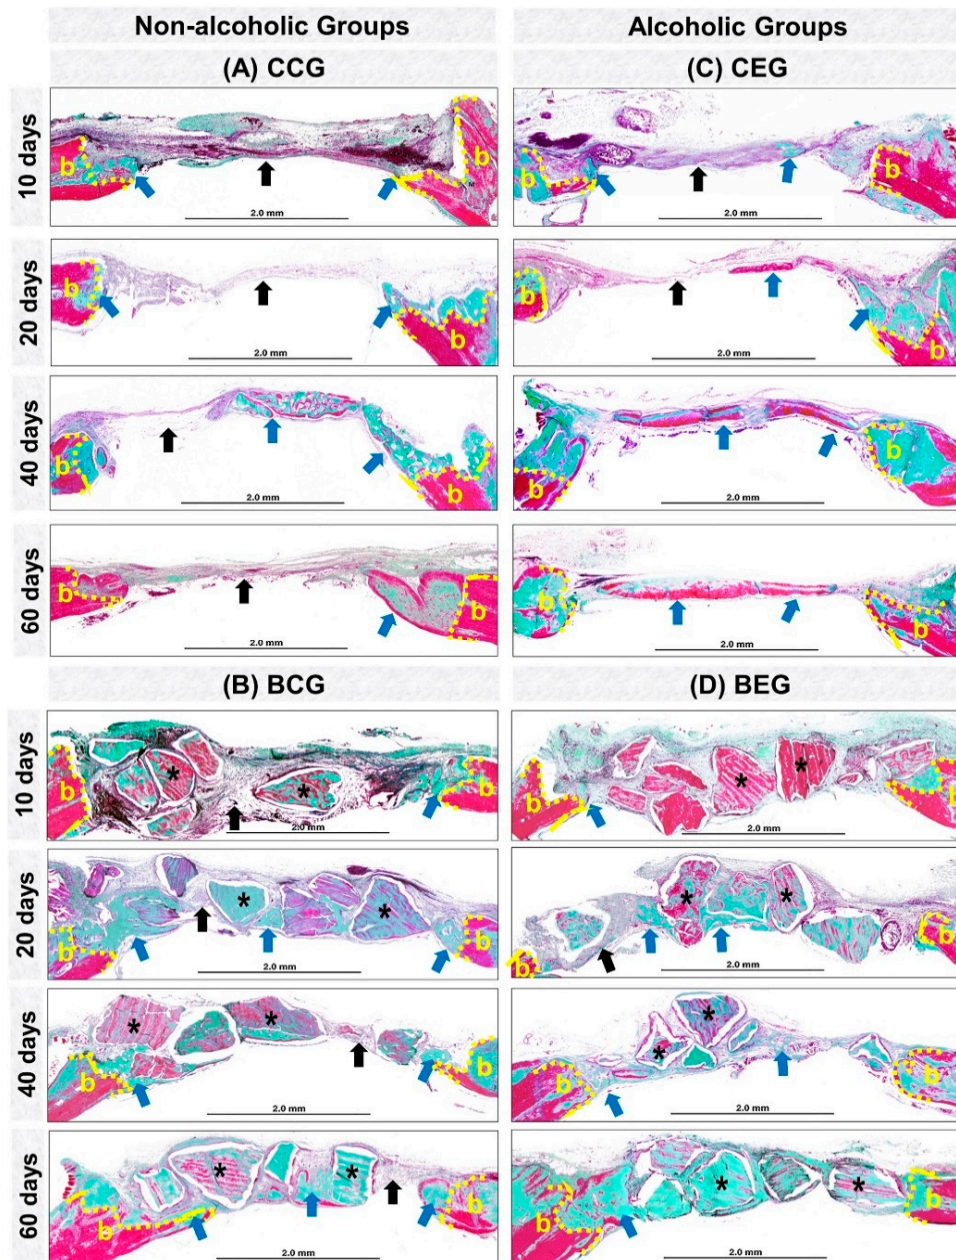 Non-alcoholic Groups
Alcoholic Groups
(A) CCG
(C) CEG
10 days
b
b
2.0 mm
b
b
2.0 mm
20 days
b
b
2.0 mm
b
b
2.0 mm
40 days
b
b
2.0 mm
b
b
2.0 mm
60 days
b
b
2.0 mm
b
b
2.0 mm
(B) BCG
(D) BEG
10 days
b
*
*
b
2.0 mm
b
*
*
b
2.0 mm
20 days
b
*
*
b
2.0 mm
b
*
b
2.0 mm
*
40 days
*
*
b
b
2.0 mm
*
*
b
b
2.0 mm
60 days
*
*
b
b
2.0 mm
b
*
*
b
2.0 mm